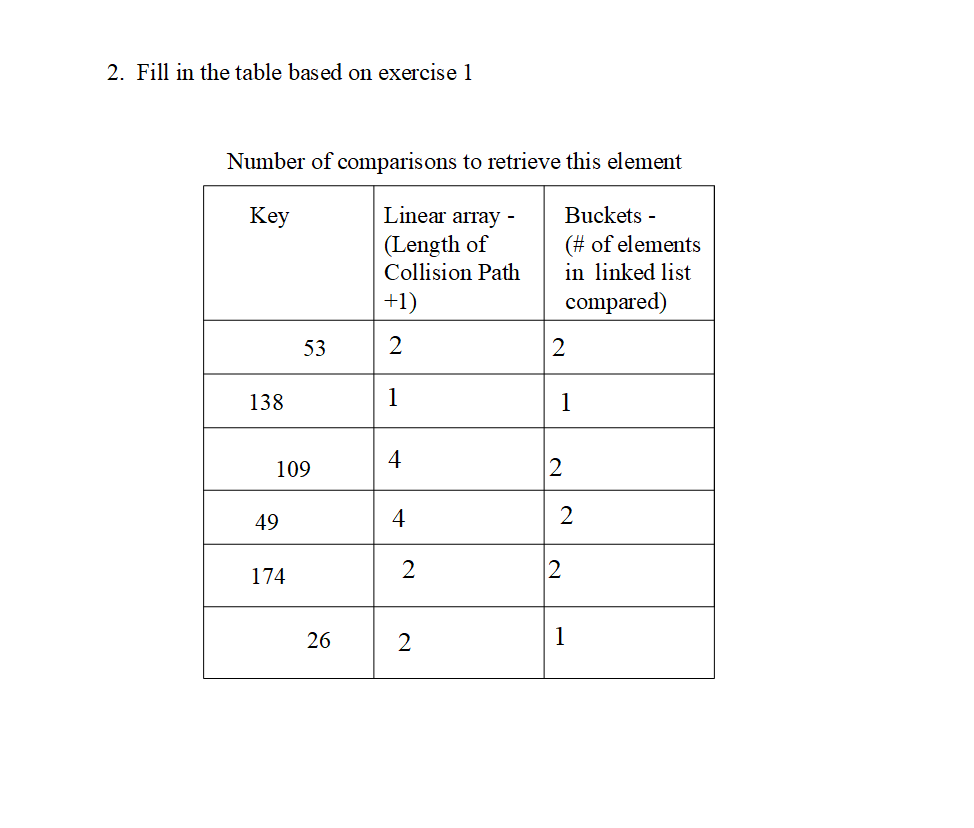 2. Fill in the table based on exercise 1
Number of comparisons to retrieve this element
Key
Linear array -
(Length of
Collision Path
+1)
Buckets -
(# of elements
in linked list
compared)
53 2 2
138 1 1
109 4 2
49 4 2
174 2 2
26 2 1